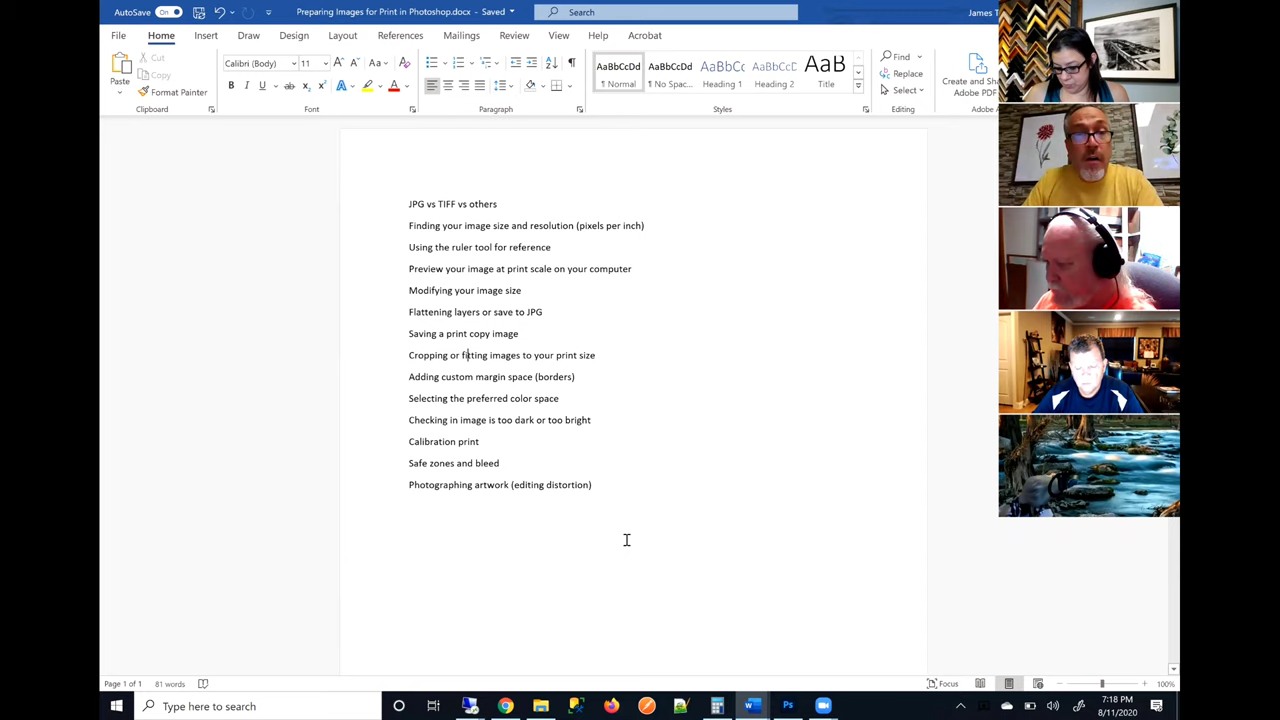 AutoSave On Preparing Images for Print in Photoshop.docx - Saved Search James T
File Home Insert Draw Design Layout References Mailings Review View Help Acrobat
Paste
Cut
Copy
Format Painter
Clipboard
Calibri (Body) 11
Font
Paragraph
AaBbCcDd AaBbCcDd AaBbCc AaBbCcD AaB
¶ Normal ¶ No Spac... Heading 1 Heading 2 Title
Styles
Find
Replace
Select
Editing
Create and Sha
Adobe PDF
Adobe A
JPG vs TIFF vs others
Finding your image size and resolution (pixels per inch)
Using the ruler tool for reference
Preview your image at print scale on your computer
Modifying your image size
Flattening layers or save to JPG
Saving a print copy image
Cropping or fitting images to your print size
Adding custom margin space (borders)
Selecting the preferred color space
Checking in image is too dark or too bright
Calibration print
Safe zones and bleed
Photographing artwork (editing distortion)
Page 1 of 1 81 words Focus 100%
Type here to search
7:18 PM
8/11/2020